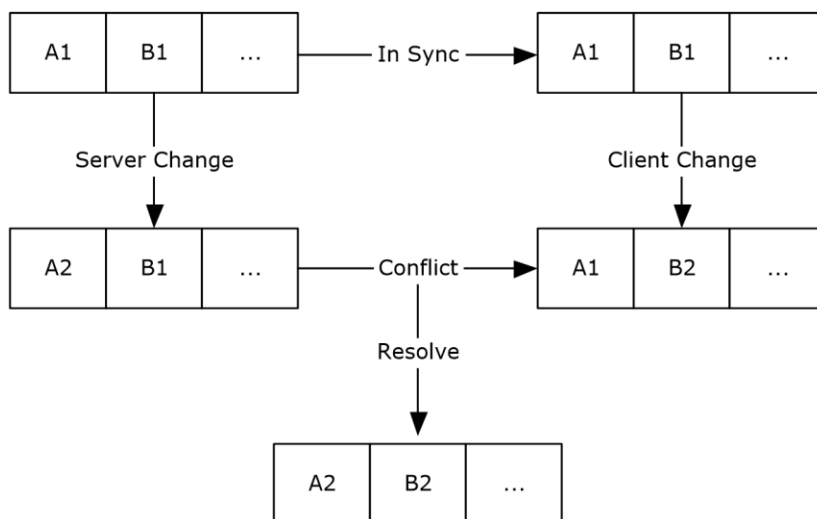 A1 B1 ... In Sync A1 B1 ...
Server Change Client Change
A2 B1 ... Conflict A1 B2 ...
Resolve
A2 B2 ...